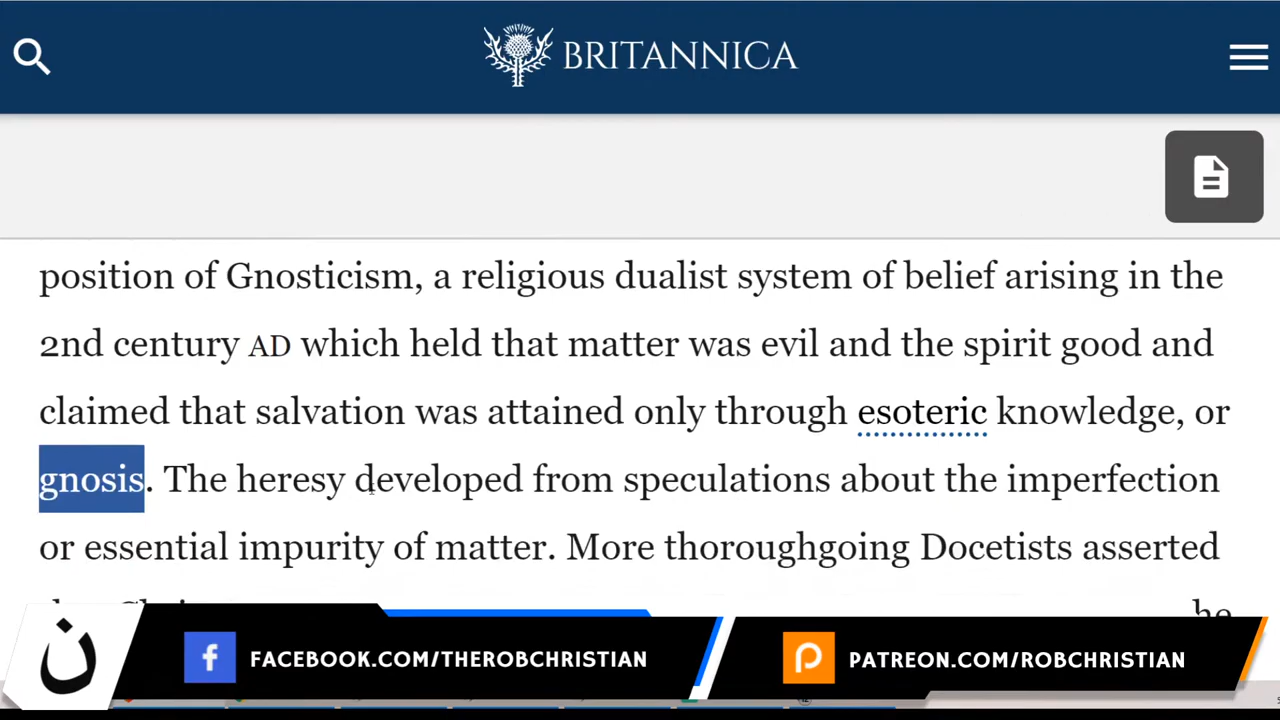 BRITANNICA
position of Gnosticism, a religious dualist system of belief arising in the
2nd century AD which held that matter was evil and the spirit good and
claimed that salvation was attained only through esoteric knowledge, or
gnosis. The heresy developed from speculations about the imperfection
or essential impurity of matter. More thoroughgoing Docetists asserted
he
ن
f FACEBOOK.COM/THEROBCHRISTIAN
PATREON.COM/ROBCHRISTIAN